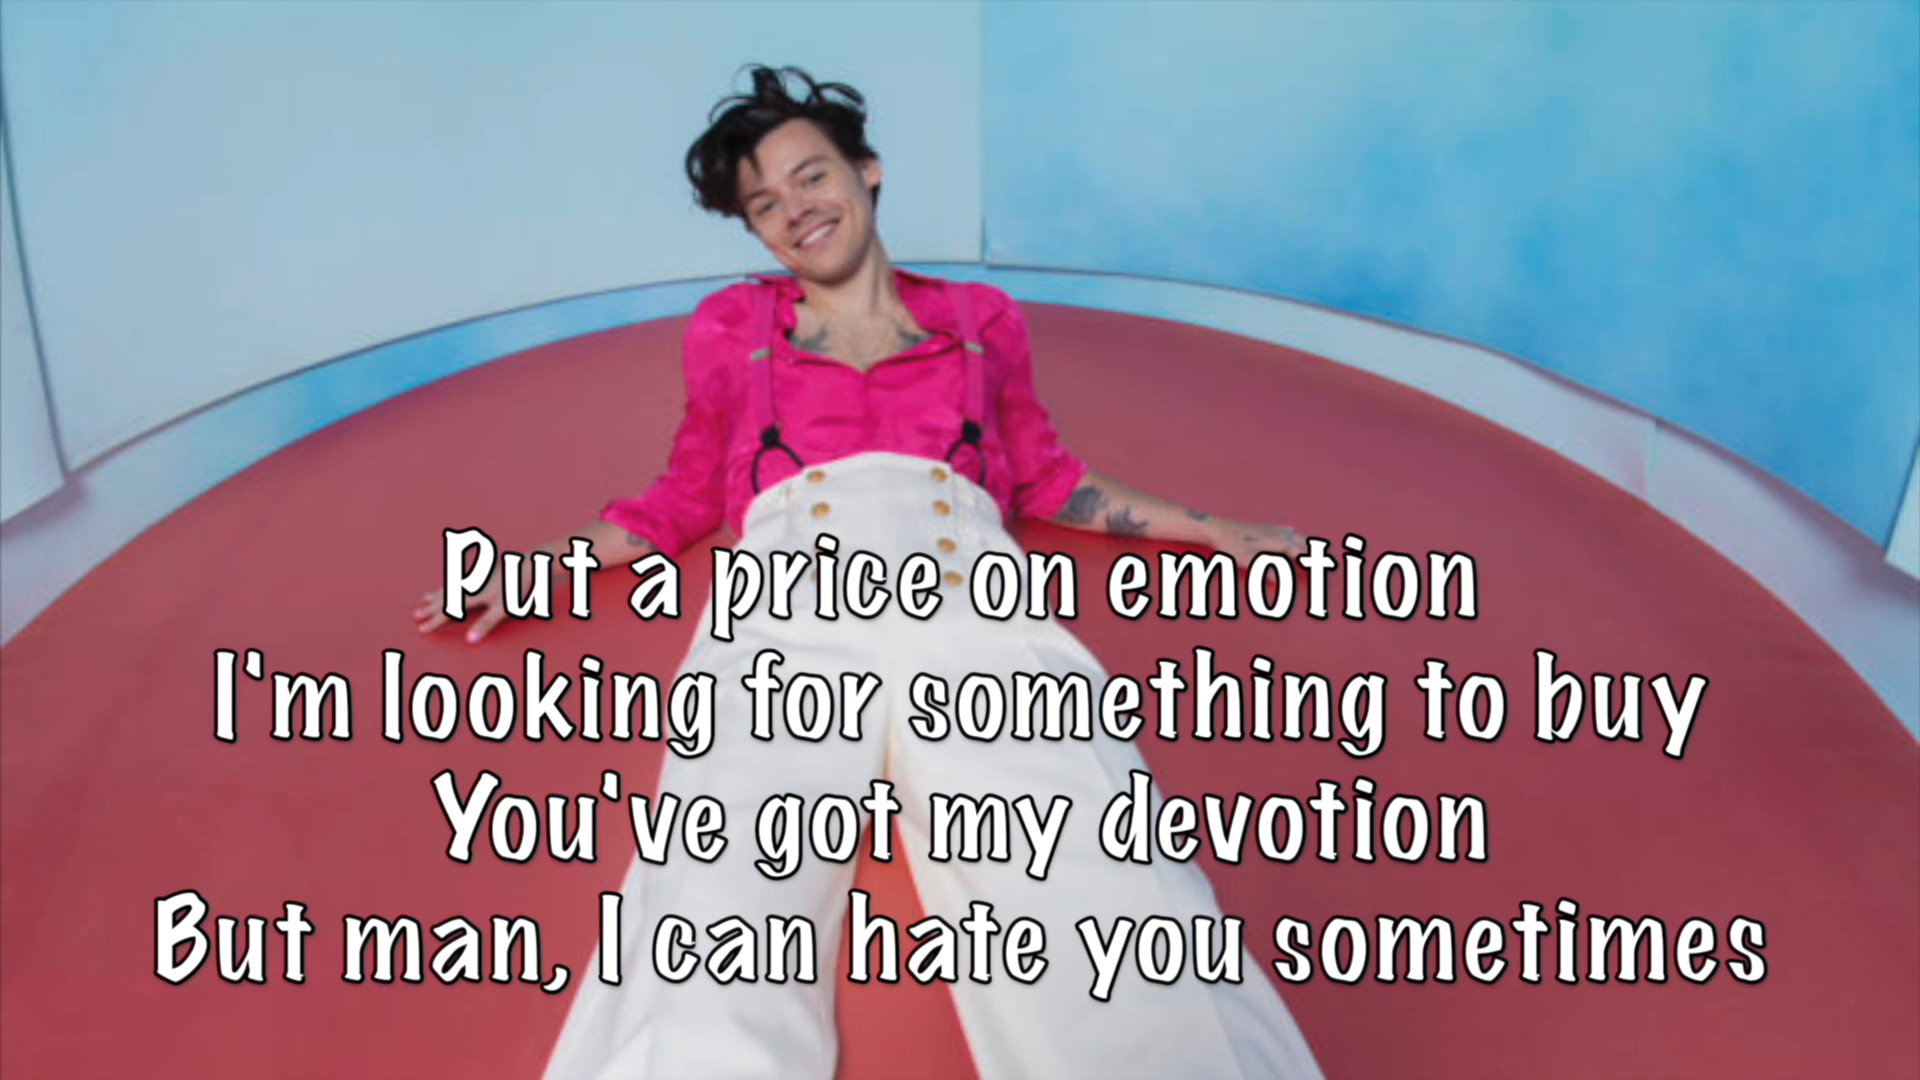 Put a price on emotion
I'm looking for something to buy
You've got my devotion
But man, I can hate you sometimes